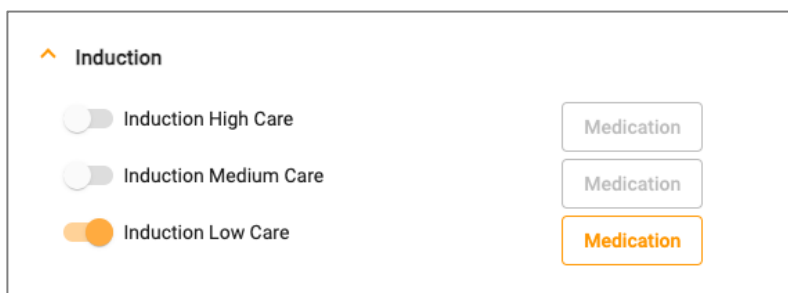 Induction
Induction High Care Medication
Induction Medium Care Medication
Induction Low Care Medication